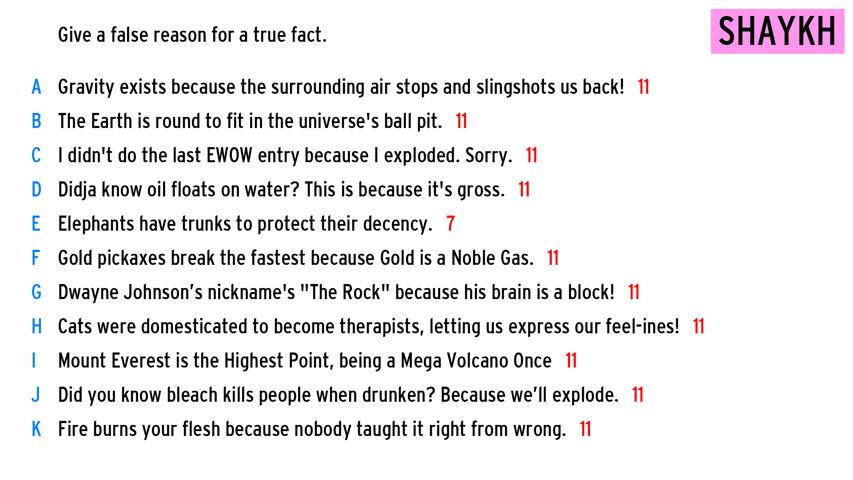 Give a false reason for a true fact.
SHAYKH
A Gravity exists because the surrounding air stops and slingshots us back! 11
B The Earth is round to fit in the universe's ball pit. 11
C I didn't do the last EWOW entry because I exploded. Sorry. 11
D Didja know oil floats on water? This is because it's gross. 11
E Elephants have trunks to protect their decency. 7
F Gold pickaxes break the fastest because Gold is a Noble Gas. 11
G Dwayne Johnson’s nickname's "The Rock" because his brain is a block! 11
H Cats were domesticated to become therapists, letting us express our feel-ines! 11
I Mount Everest is the Highest Point, being a Mega Volcano Once 11
J Did you know bleach kills people when drunken? Because we’ll explode. 11
K Fire burns your flesh because nobody taught it right from wrong. 11